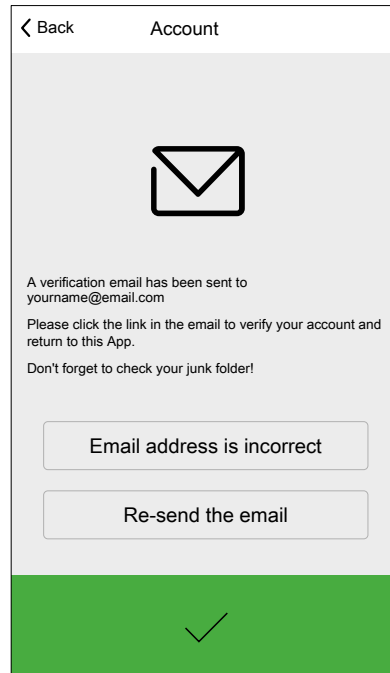 Back
Account
A verification email has been sent to
yourname@email.com
Please click the link in the email to verify your account and
return to this App.
Don't forget to check your junk folder!
Email address is incorrect
Re-send the email